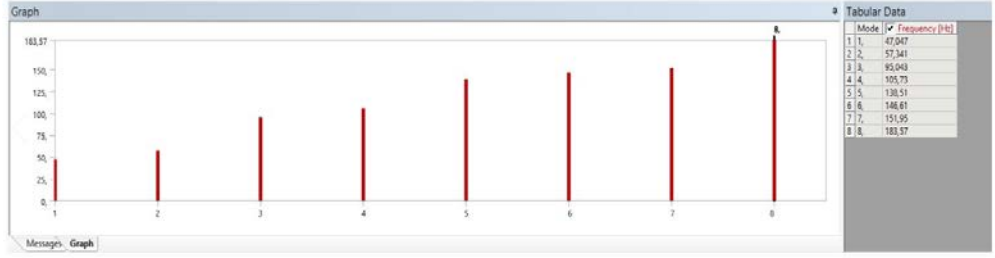 Graph
183,57
150,
125,
100,
75,
50,
25,
0,
8,
1 2 3 4 5 6 7 8
Messages Graph
Tabular Data
Mode Frequency [Hz]
1 1, 47,047
2 2, 57,341
3 3, 95,043
4 4, 105,73
5 5, 138,51
6 6, 146,61
7 7, 151,95
8 8, 183,57